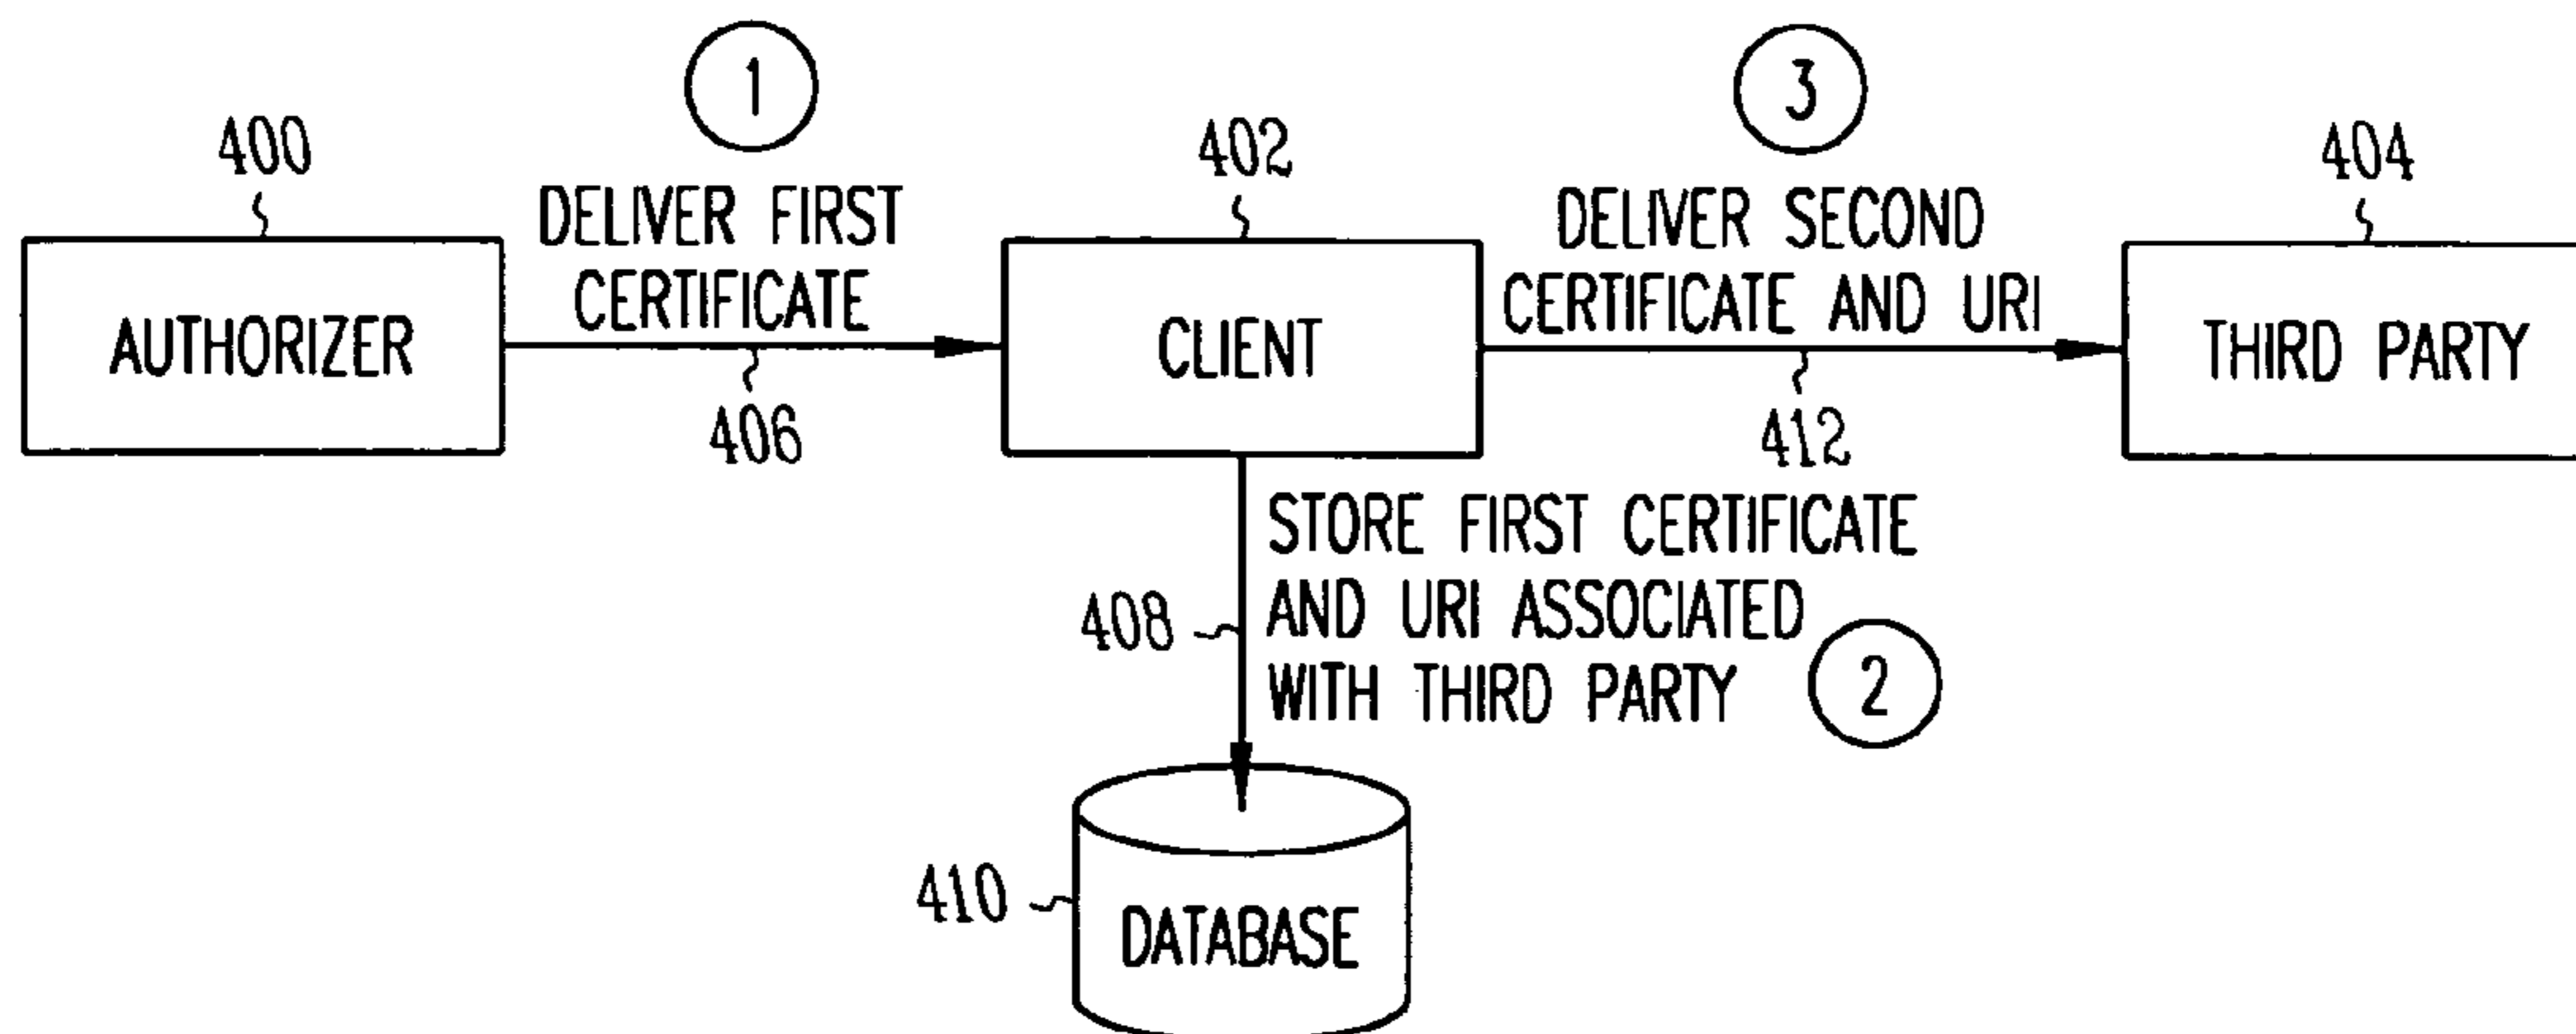 1
3
400
402
404
DELIVER FIRST
CERTIFICATE
DELIVER SECOND
CERTIFICATE AND URI
AUTHORIZER
CLIENT
THIRD PARTY
406
412
STORE FIRST CERTIFICATE
AND URI ASSOCIATED
WITH THIRD PARTY
408
2
410
DATABASE